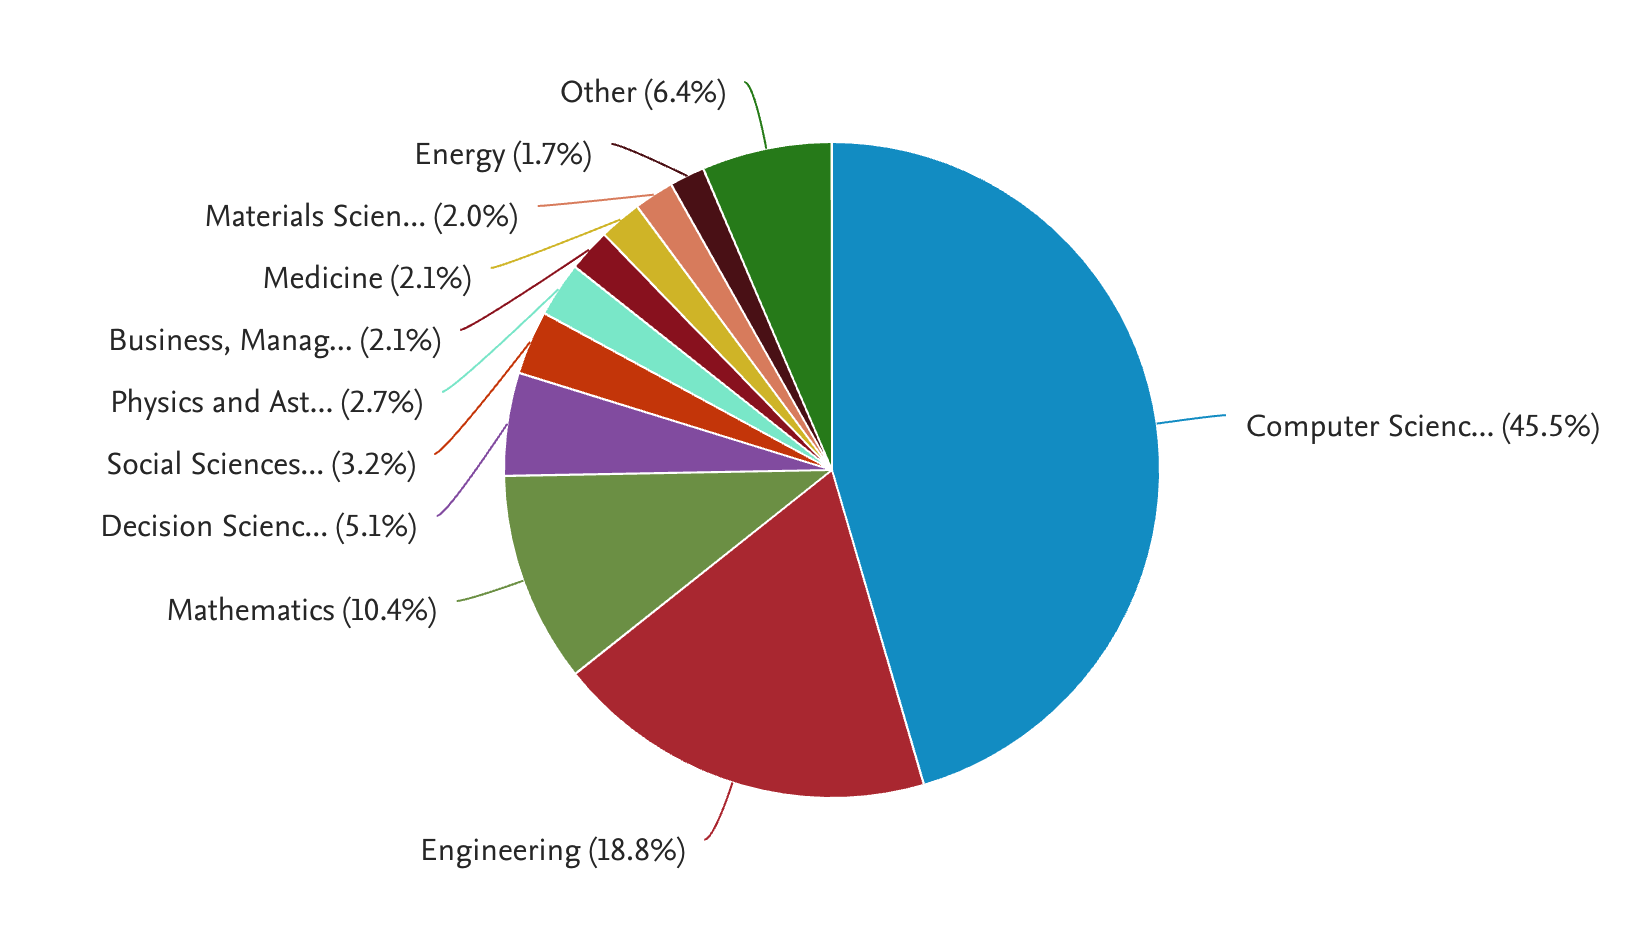 Other (6.4%)
Energy (1.7%)
Materials Scien... (2.0%)
Medicine (2.1%)
Business, Manag... (2.1%)
Physics and Ast... (2.7%)
Computer Scienc... (45.5%)
Social Sciences... (3.2%)
Decision Scienc... (5.1%)
Mathematics (10.4%)
Engineering (18.8%)